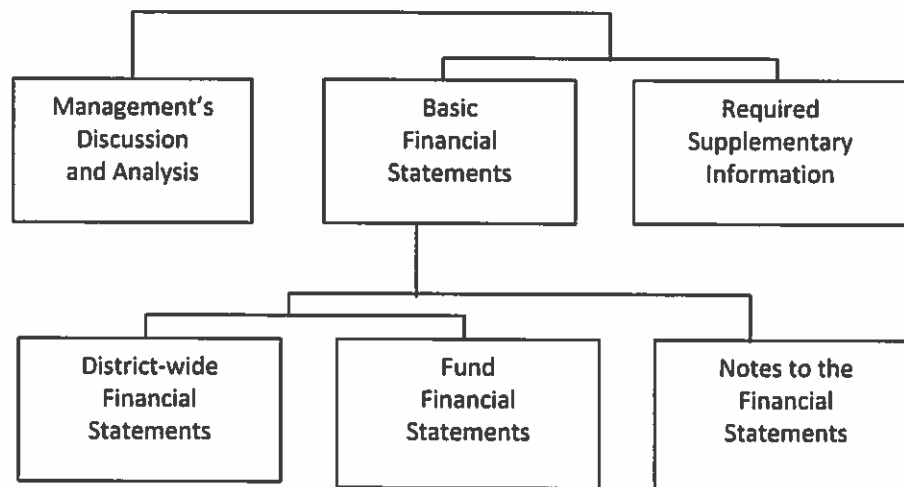 Management's
Discussion
and Analysis
Basic
Financial
Statements
Required
Supplementary
Information
District-wide
Financial
Statements
Fund
Financial
Statements
Notes to the
Financial
Statements